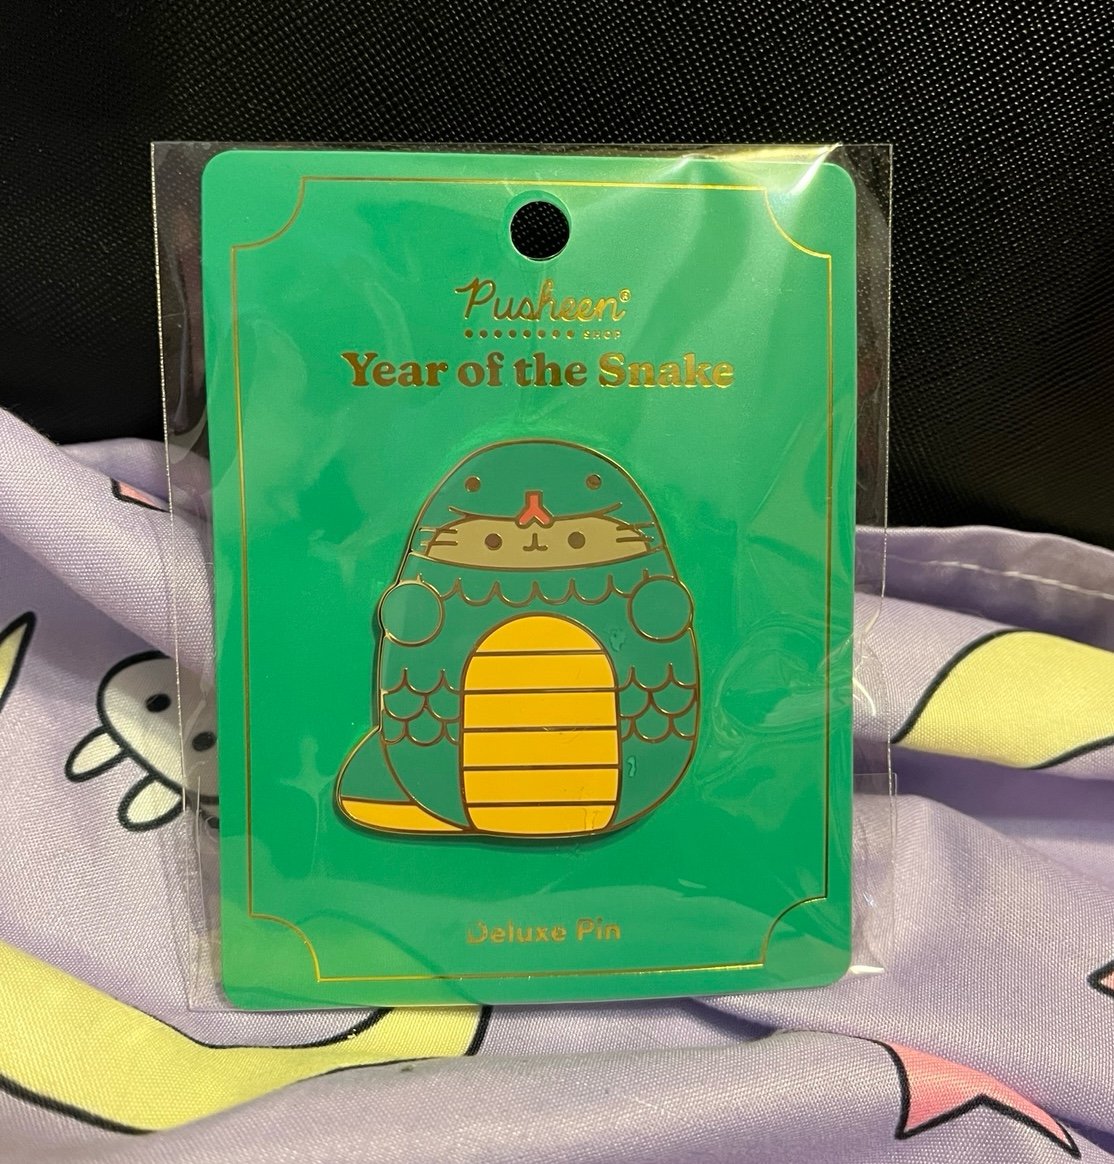 Pusheen®
SHOP
Year of the Snake
Deluxe Pin